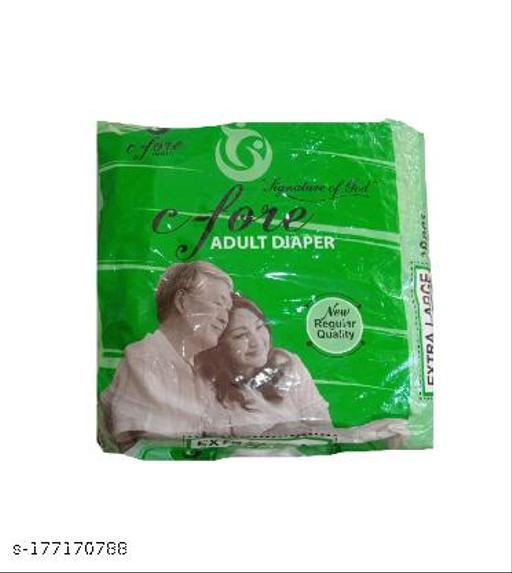 c fore
Signature of God
c fore
ADULT DIAPER
New
Regular
Quality
EXTRA LARGE
s-177170788